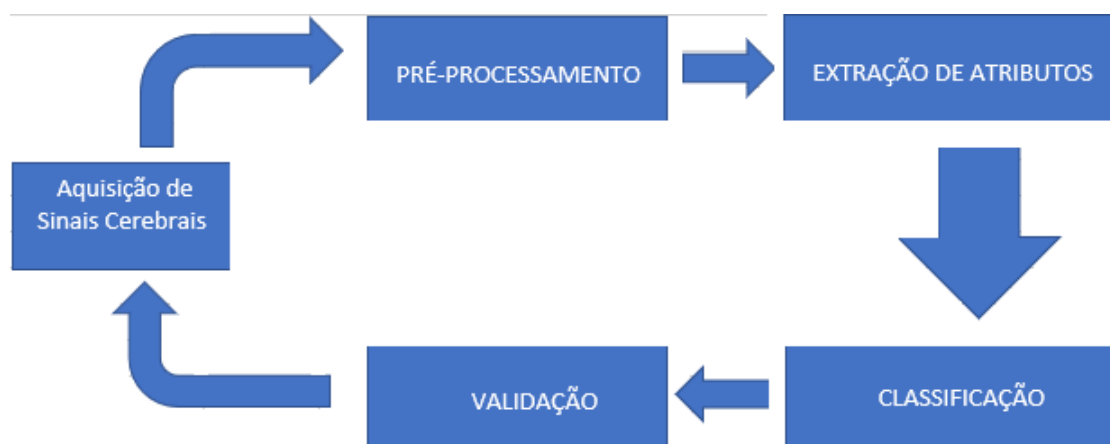 PRÉ-PROCESSAMENTO
EXTRAÇÃO DE ATRIBUTOS
Aquisição de
Sinais Cerebrais
VALIDAÇÃO
CLASSIFICAÇÃO